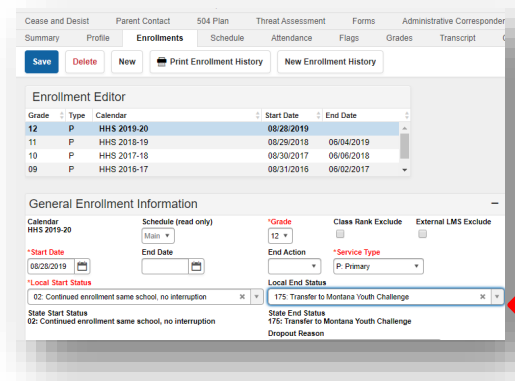 Cease and Desist Parent Contact 504 Plan Threat Assessment Forms Administrative Corresponden
Summary Profile Enrollments Schedule Attendance Flags Grades Transcript
Save Delete New Print Enrollment History New Enrollment History
Enrollment Editor
Grade Type Calendar Start Date End Date
12 P HHS 2019-20 08/28/2019
11 P HHS 2018-19 08/29/2018 06/04/2019
10 P HHS 2017-18 08/30/2017 06/06/2018
09 P HHS 2016-17 08/31/2016 06/02/2017
General Enrollment Information
Calendar Schedule (read only) *Grade Class Rank Exclude External LMS Exclude
HHS 2019-20 Main 12
*Start Date End Date End Action *Service Type
08/28/2019 P: Primary
*Local Start Status Local End Status
02: Continued enrollment same school, no interruption 175: Transfer to Montana Youth Challenge
State Start Status State End Status
02: Continued enrollment same school, no interruption 175: Transfer to Montana Youth Challenge
Dropout Reason